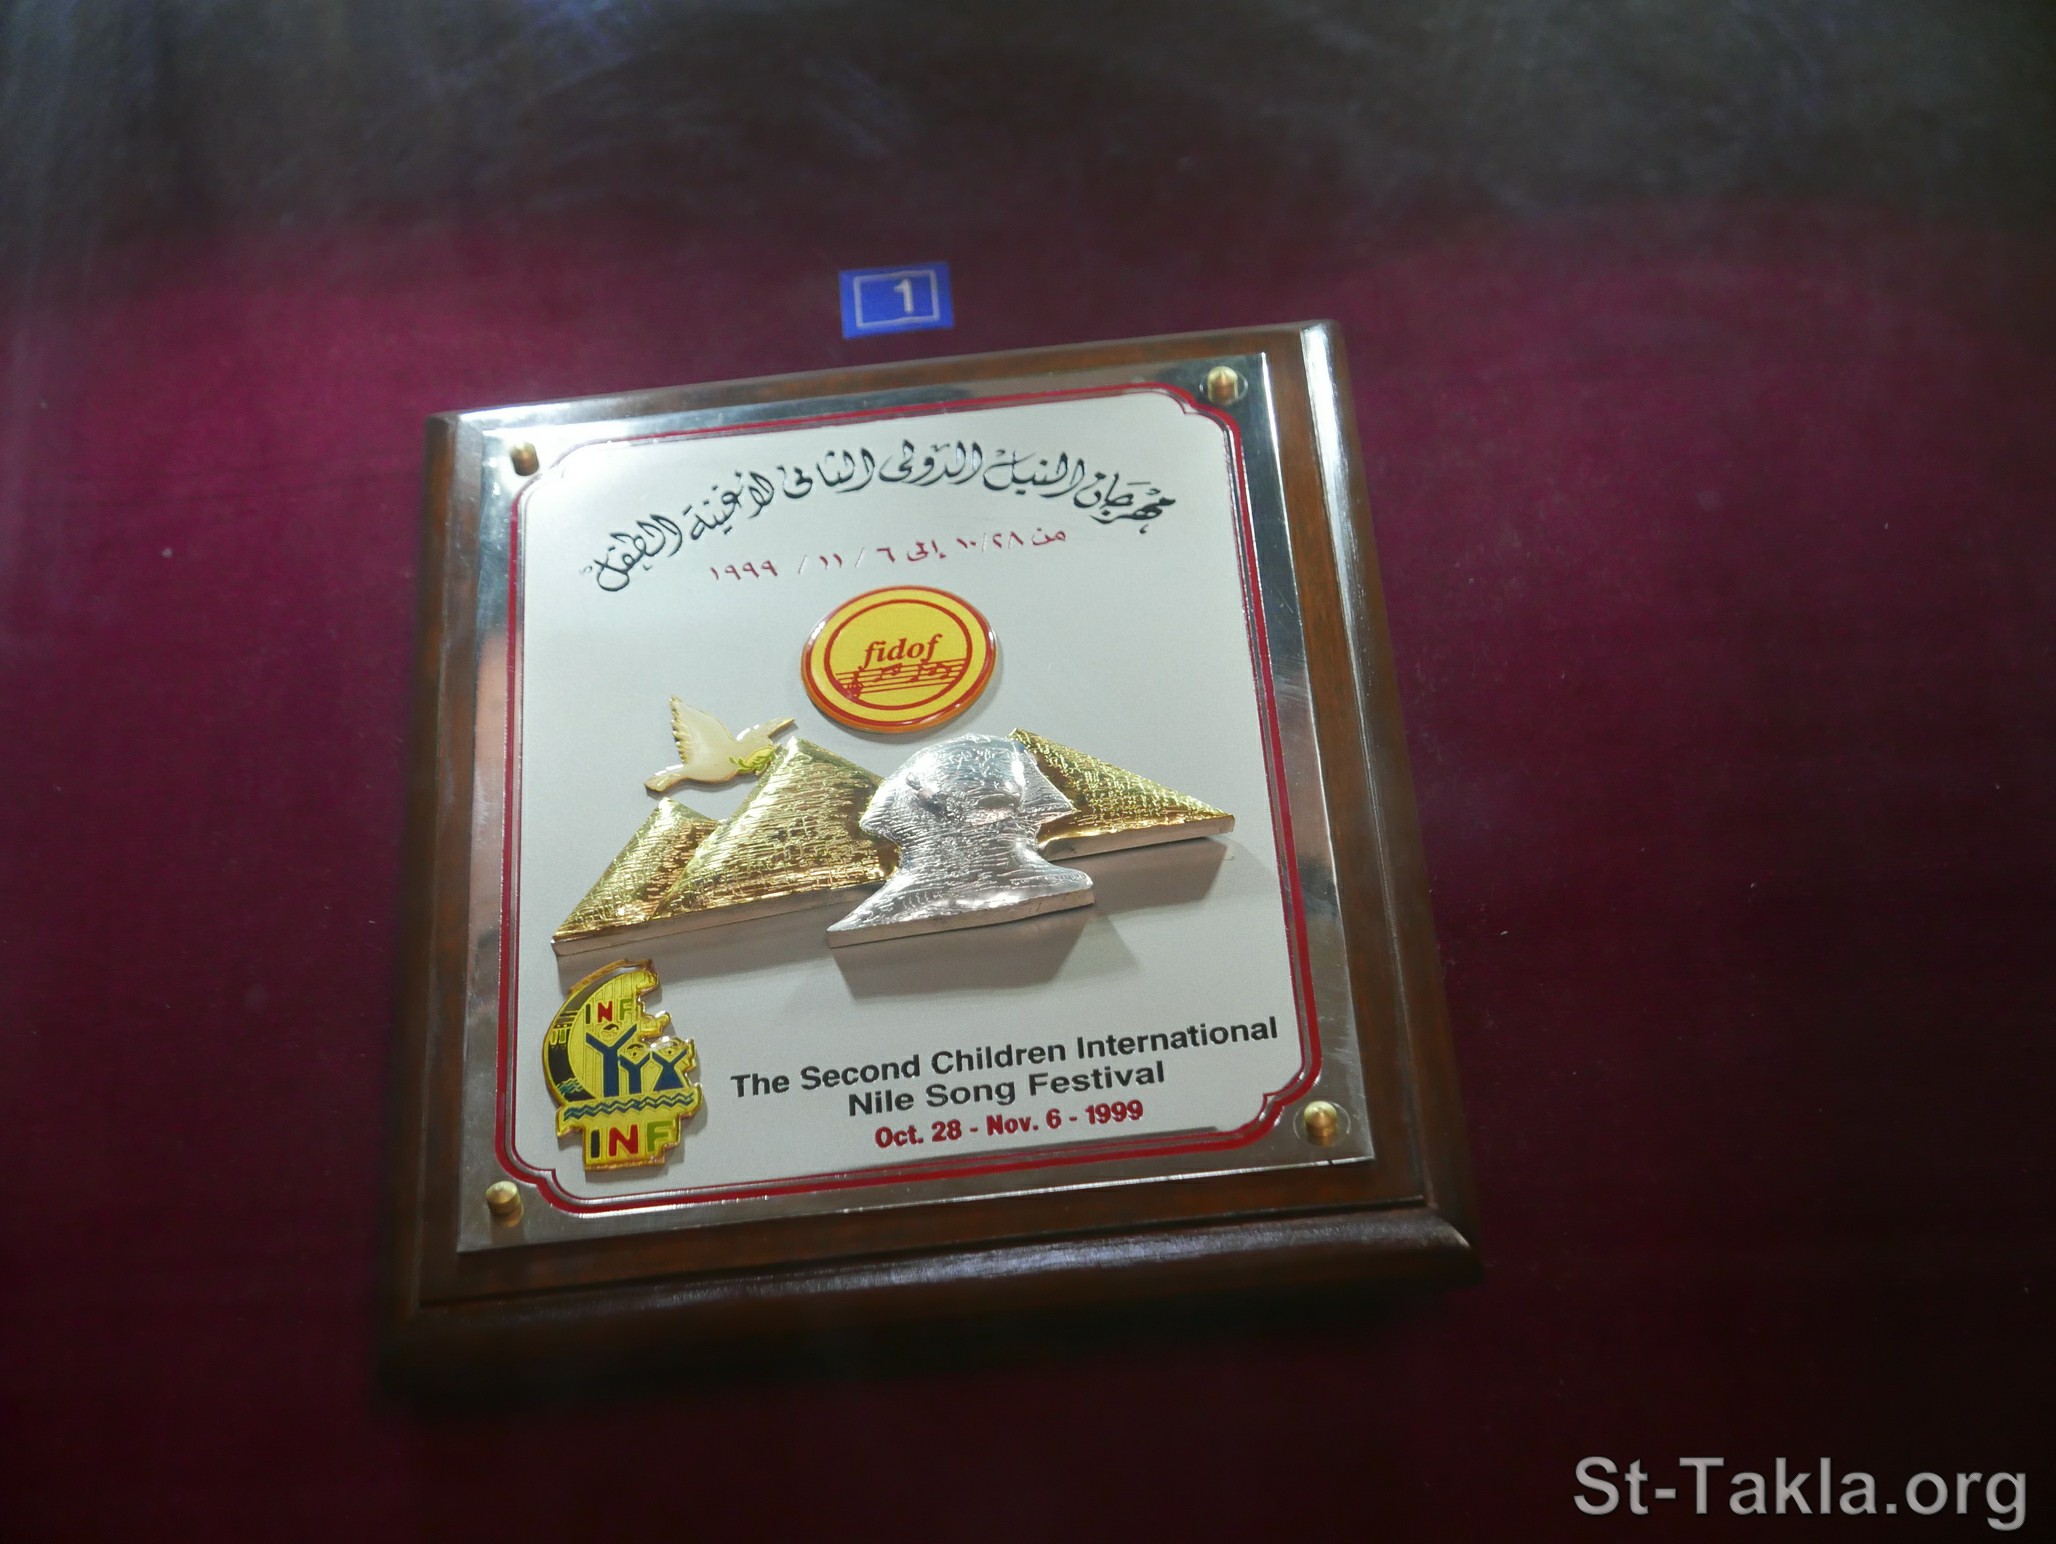 1
مهرجان النيل الدولى الثانى لأغنية الطفل
من ١٠/٢٨ إلى ٦ / ١١ / ١٩٩٩
fidof
INF
INF
The Second Children International
Nile Song Festival
Oct. 28 - Nov. 6 - 1999
St-Takla.org